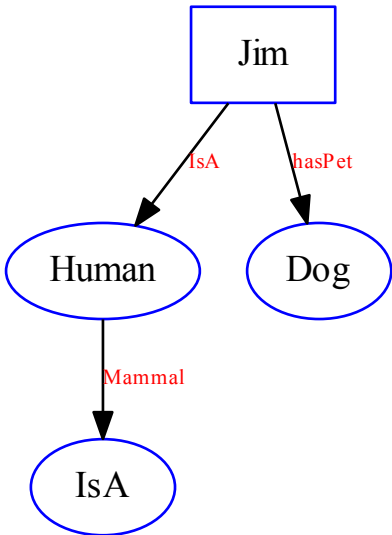 Jim
IsA
hasPet
Human
Dog
Mammal
IsA